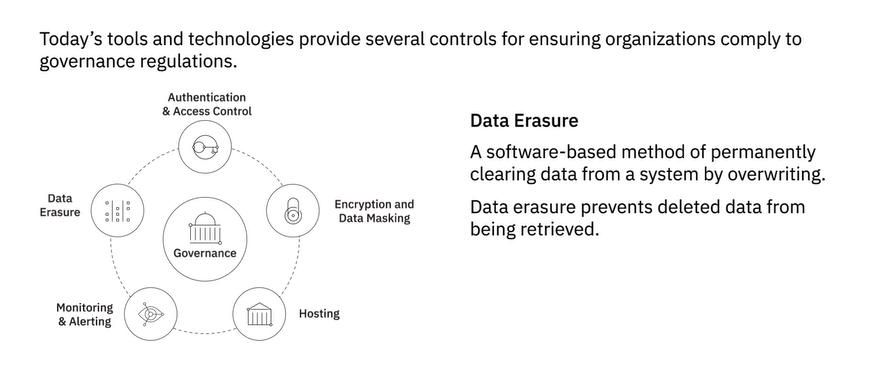 Today's tools and technologies provide several controls for ensuring organizations comply to
governance regulations.
Authentication
& Access Control
Data
Erasure
Encryption and
Data Masking
Governance
Monitoring
& Alerting
Hosting
Data Erasure
A software-based method of permanently
clearing data from a system by overwriting.
Data erasure prevents deleted data from
being retrieved.